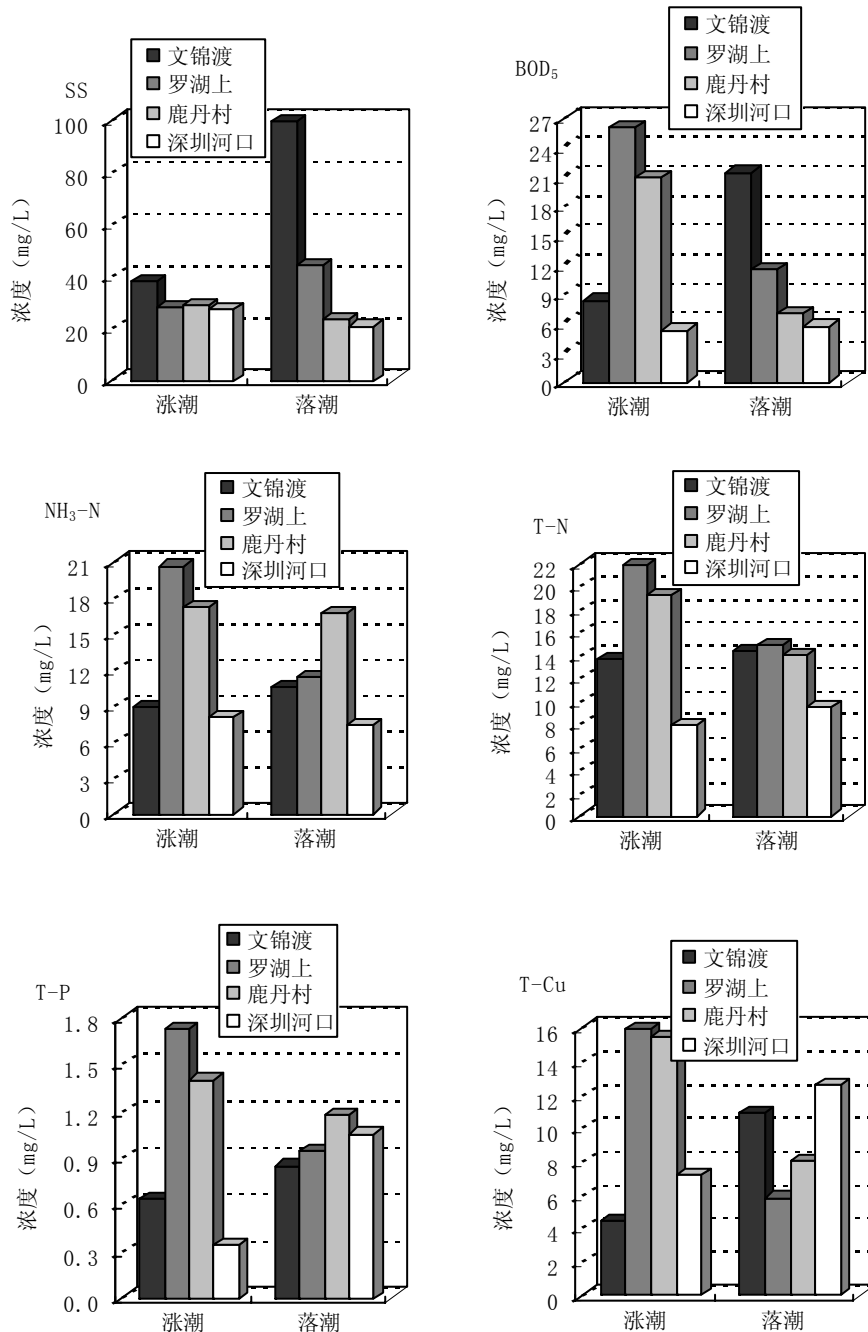 SS
文锦渡
罗湖上
鹿丹村
深圳河口
浓度（mg/L）
100
80
60
40
20
0
涨潮 落潮
BOD₅
文锦渡
罗湖上
鹿丹村
深圳河口
浓度（mg/L）
27
24
21
18
15
12
9
6
3
0
涨潮 落潮
NH₃-N
文锦渡
罗湖上
鹿丹村
深圳河口
浓度（mg/L）
21
18
15
12
9
6
3
0
涨潮 落潮
T-N
文锦渡
罗湖上
鹿丹村
深圳河口
浓度（mg/L）
22
20
18
16
14
12
10
8
6
4
2
0
涨潮 落潮
T-P
文锦渡
罗湖上
鹿丹村
深圳河口
浓度（mg/L）
1.8
1.5
1.2
0.9
0.6
0.3
0.0
涨潮 落潮
T-Cu
文锦渡
罗湖上
鹿丹村
深圳河口
浓度（mg/L）
16
14
12
10
8
6
4
2
0
涨潮 落潮